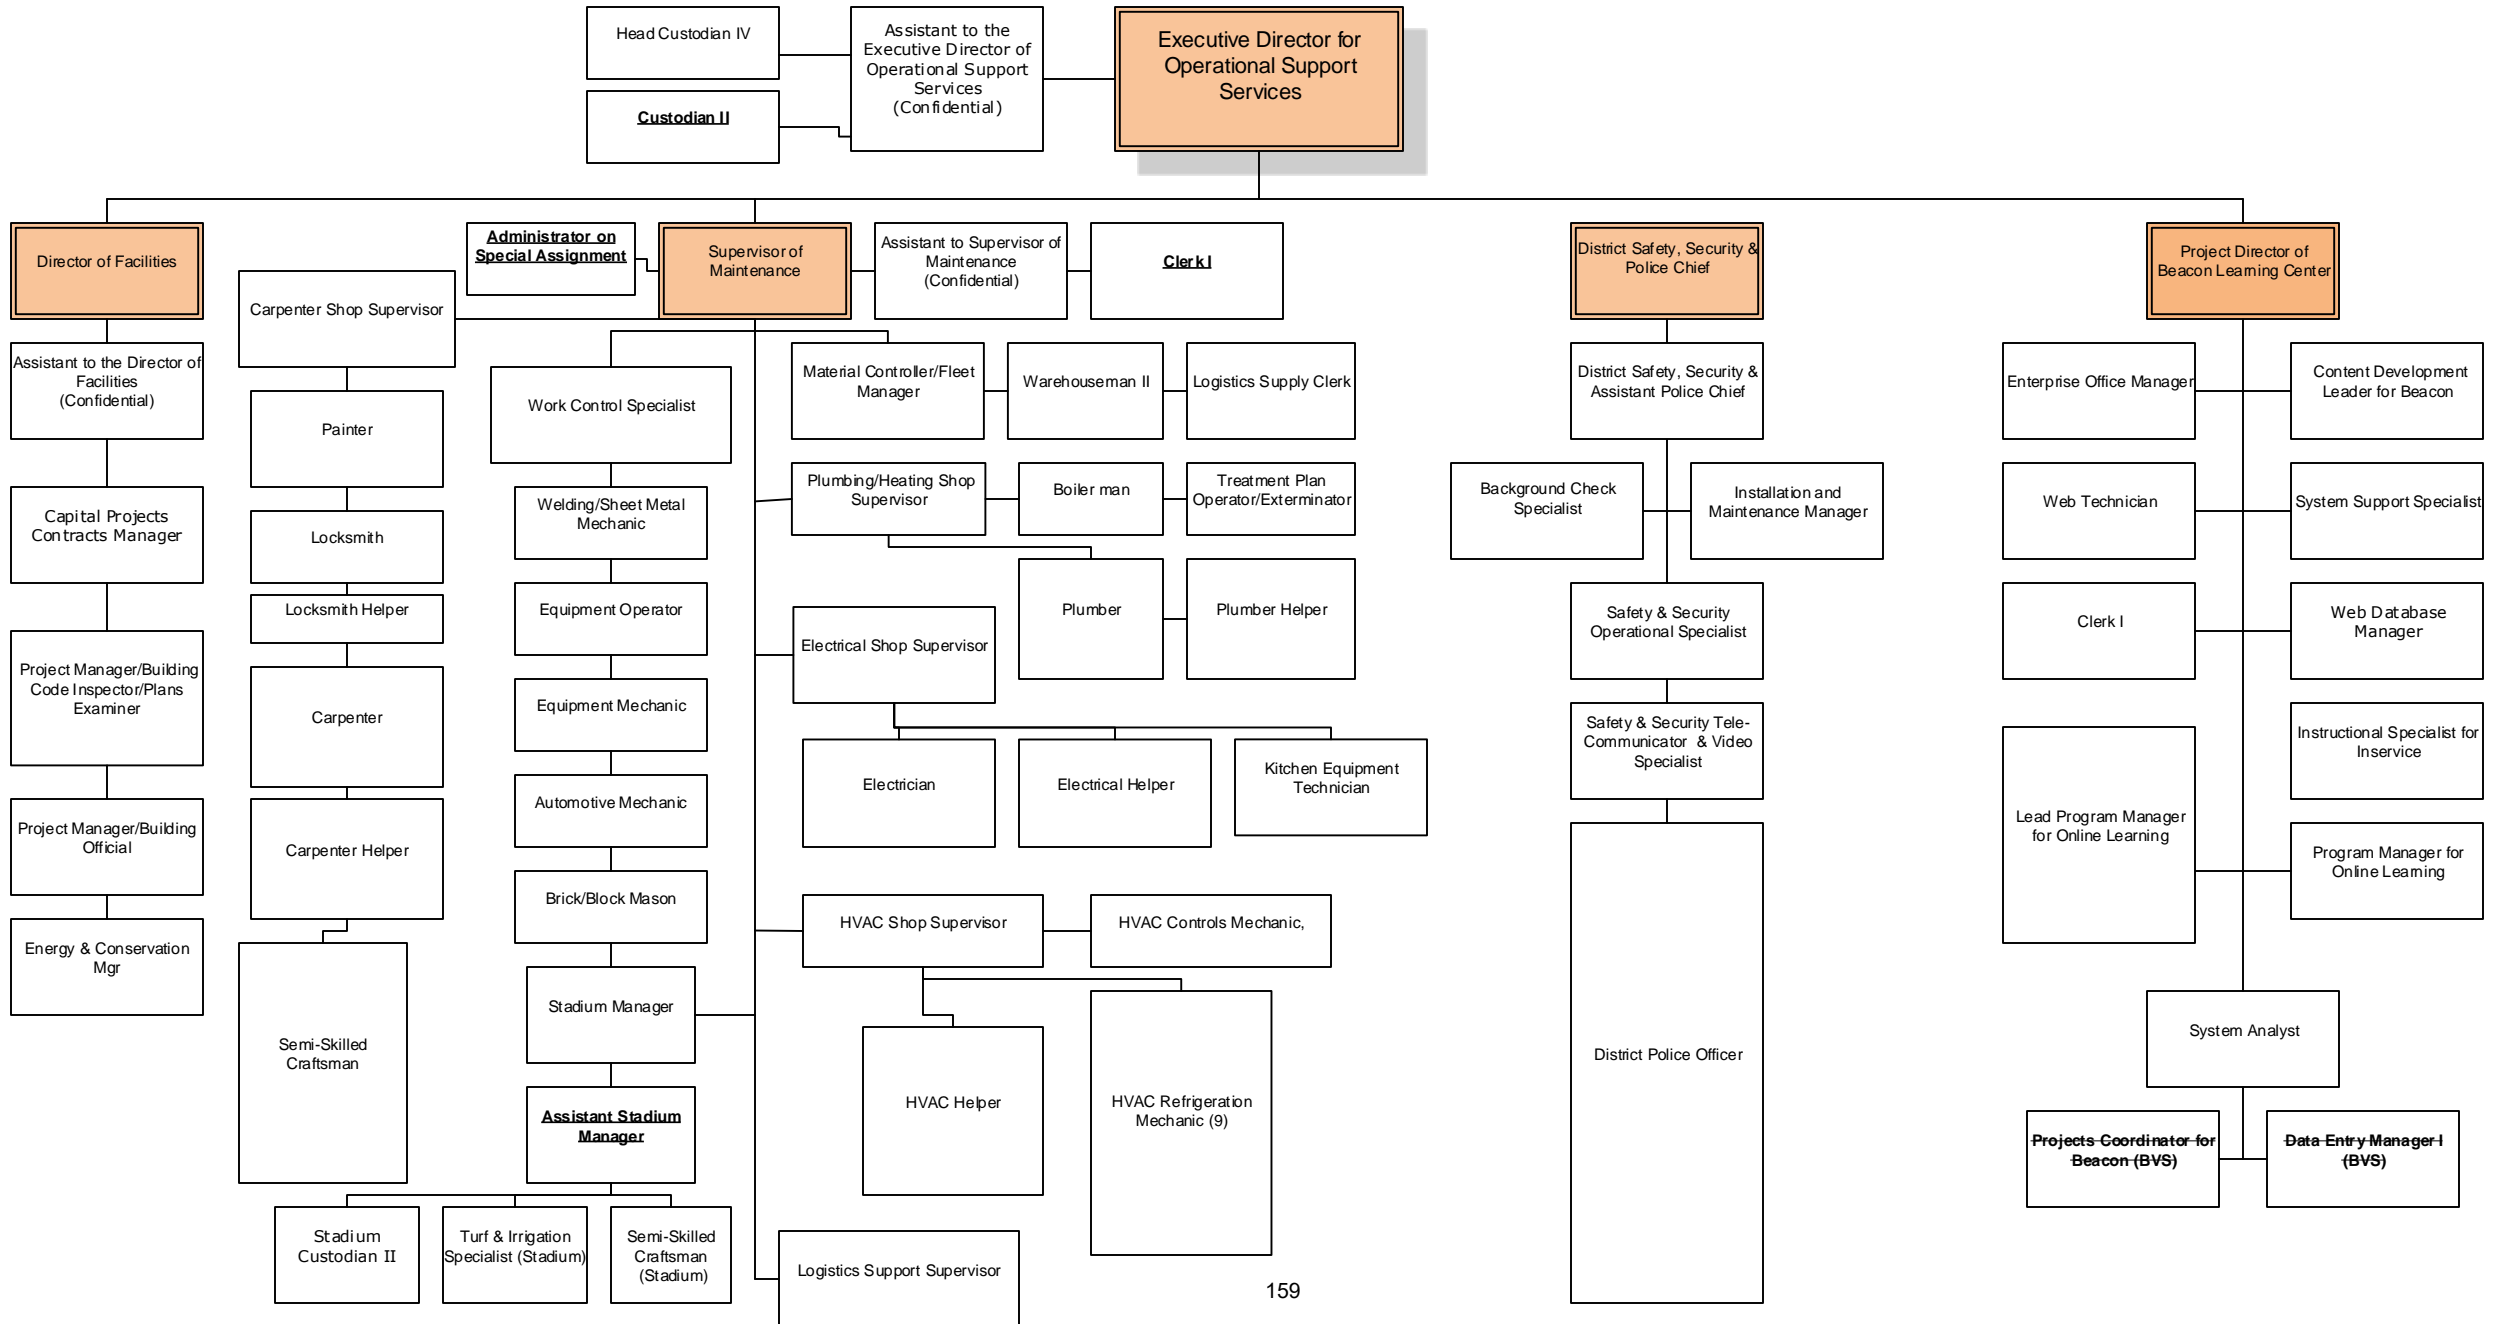 Head Custodian IV
Assistant to the
Executive Director of
Operational Support
Services
(Confidential)
Executive Director for
Operational Support
Services
Custodian II
Director of Facilities
Administrator on
Special Assignment
Supervisor of
Maintenance
Assistant to Supervisor of
Maintenance
(Confidential)
Clerk I
District Safety, Security &
Police Chief
Project Director of
Beacon Learning Center
Assistant to the Director of
Facilities
(Confidential)
Capital Projects
Contracts Manager
Project Manager/Building
Code Inspector/Plans
Examiner
Project Manager/Building
Official
Energy & Conservation
Mgr
Carpenter Shop Supervisor
Painter
Locksmith
Locksmith Helper
Carpenter
Carpenter Helper
Semi-Skilled
Craftsman
Work Control Specialist
Welding/Sheet Metal
Mechanic
Equipment Operator
Equipment Mechanic
Automotive Mechanic
Brick/Block Mason
Stadium Manager
Assistant Stadium
Manager
Stadium
Custodian II
Turf & Irrigation
Specialist (Stadium)
Semi-Skilled
Craftsman
(Stadium)
Material Controller/Fleet
Manager
Warehouseman II
Logistics Supply Clerk
Plumbing/Heating Shop
Supervisor
Boiler man
Treatment Plan
Operator/Exterminator
Plumber
Plumber Helper
Electrical Shop Supervisor
Electrician
Electrical Helper
Kitchen Equipment
Technician
HVAC Shop Supervisor
HVAC Controls Mechanic,
HVAC Helper
HVAC Refrigeration
Mechanic (9)
Logistics Support Supervisor
District Safety, Security &
Assistant Police Chief
Background Check
Specialist
Installation and
Maintenance Manager
Safety & Security
Operational Specialist
Safety & Security Tele-
Communicator & Video
Specialist
District Police Officer
Enterprise Office Manager
Content Development
Leader for Beacon
Web Technician
System Support Specialist
Clerk I
Web Database
Manager
Instructional Specialist for
Inservice
Lead Program Manager
for Online Learning
Program Manager for
Online Learning
System Analyst
Projects Coordinator for
Beacon (BVS)
Data Entry Manager I
(BVS)
159